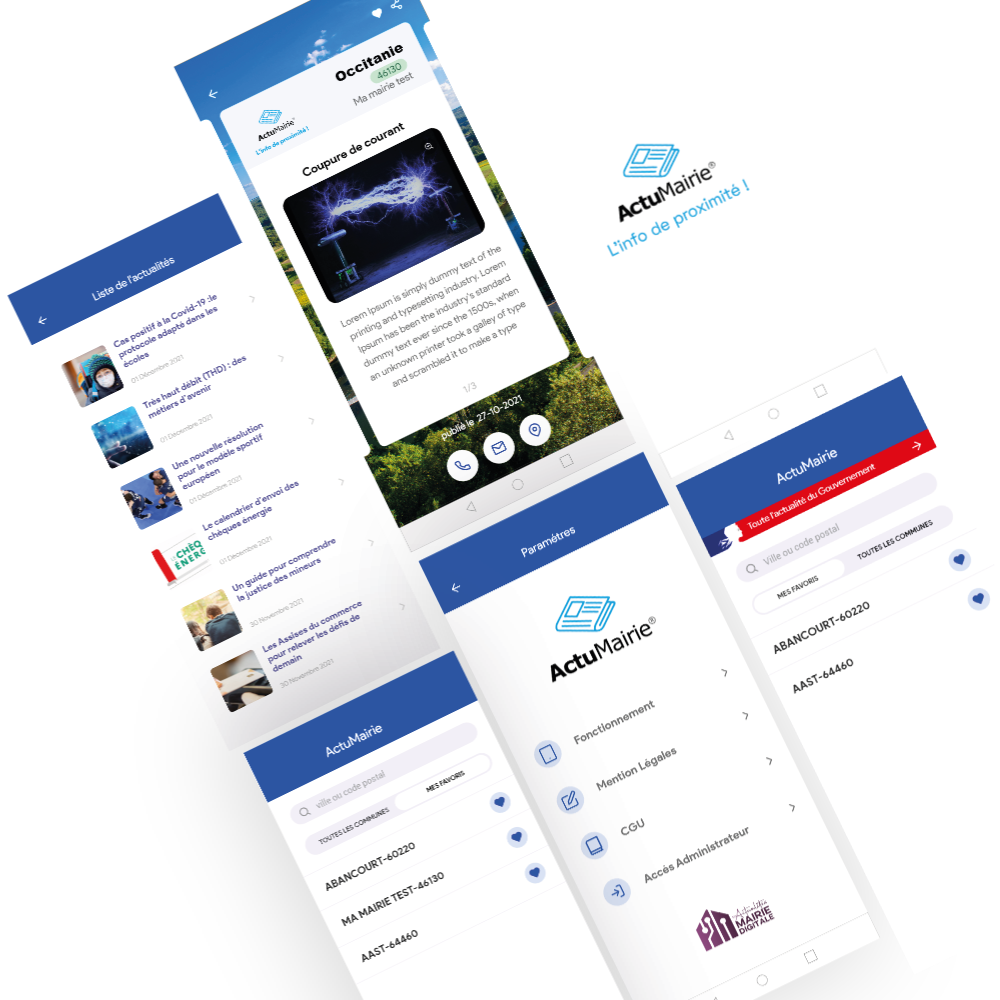 Occitanie
46130
Ma mairie test
ActuMairie®
L'info de proximité !
Coupure de courant
Lorem Ipsum is simply dummy text of the
printing and typesetting industry. Lorem
Ipsum has been the industry's standard
dummy text ever since the 1500s, when
an unknown printer took a galley of type
and scrambled it to make a type
1/3
publié le 27-10-2021
ActuMairie®
L'info de proximité !
Liste de l'actualités
Cas positif à la Covid-19 :le
protocole adapté dans les
écoles
01 Décembre 2021
Très haut débit (THD) : des
métiers d'avenir
01 Decembre 2021
Une nouvelle résolution
pour le modèle sportif
européen
01 Décembre 2021
Le calendrier d'envoi des
chèques énergie
01 Decembre 2021
CHÈQ
ÉNERG
Un guide pour comprendre
la justice des mineurs
30 Novembre 2021
Les Assises du commerce
pour relever les défis de
demain
30 Novembre 2021
ActuMairie
ville ou code postal
TOUTES LES COMMUNES
MES FAVORIS
ABANCOURT-60220
MA MAIRIE TEST-46130
AAST-64460
Paramétres
ActuMairie®
Fonctionnement
Mention Légales
CGU
Accés Administrateur
Actualités
MAIRIE
DIGITALE
ActuMairie
Toute l'actualité du Gouvernement
Ville ou code postal
MES FAVORIS
TOUTES LES COMMUNES
ABANCOURT-60220
AAST-64460